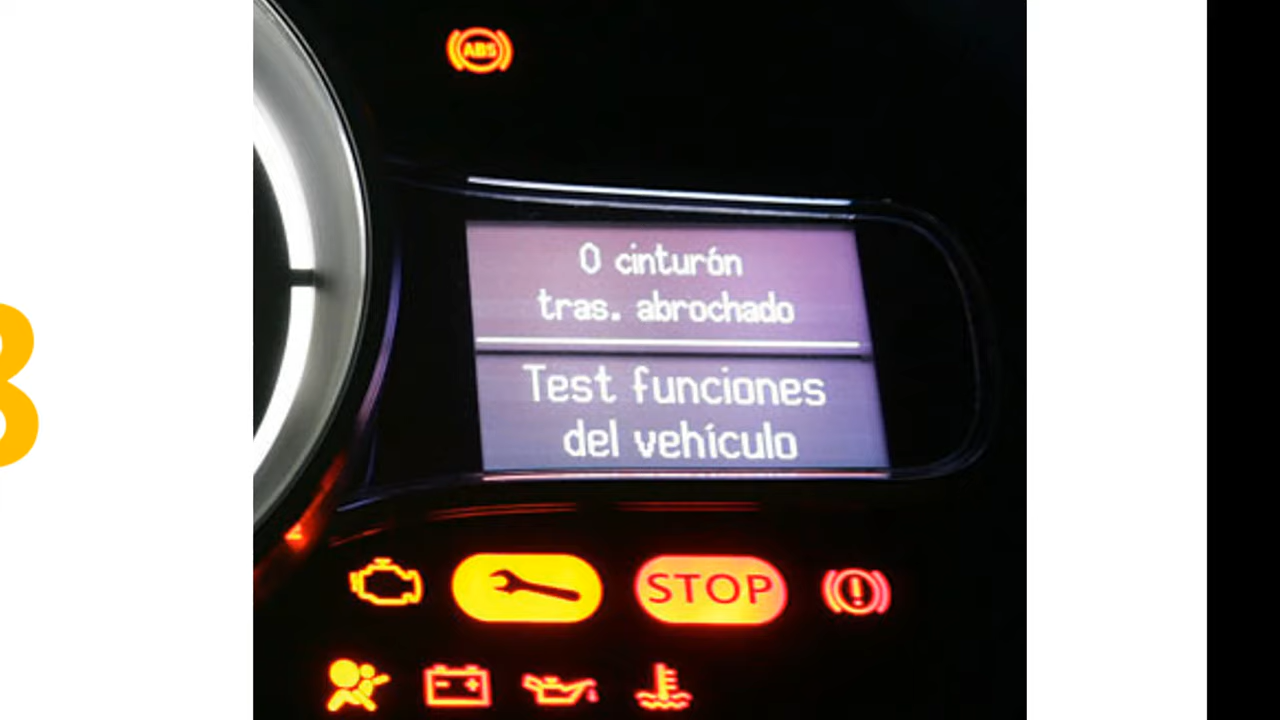 ABS
0 cinturón
tras. abrochado
Test funciones
del vehículo
STOP